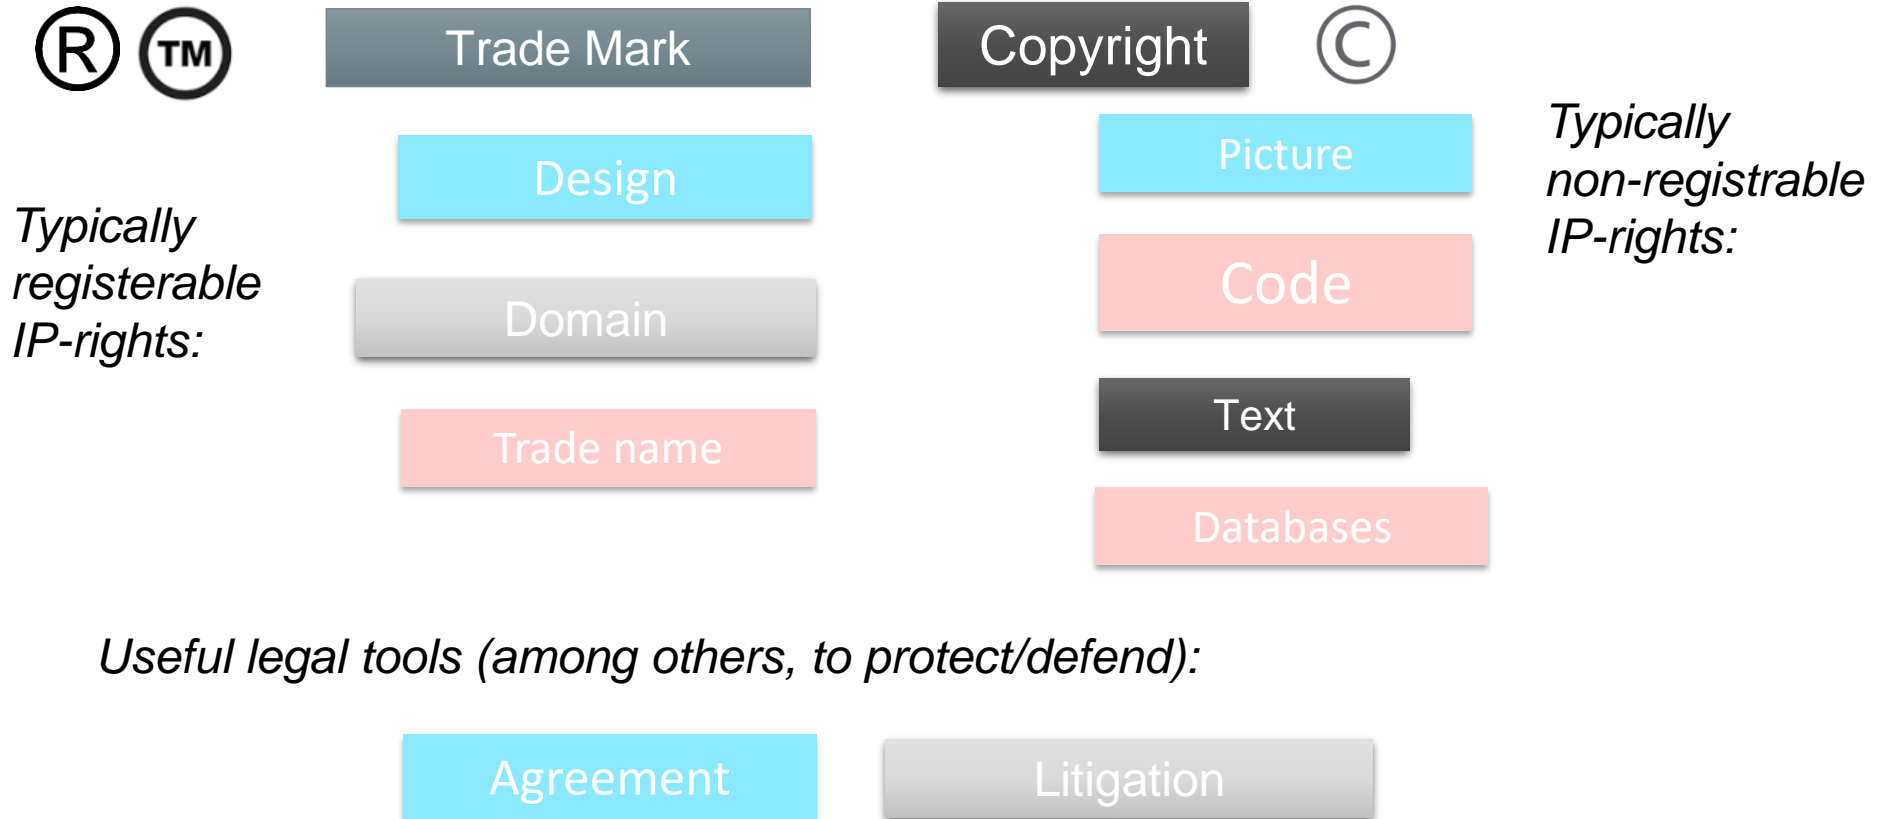 ® TM Trade Mark
Copyright ©
Typically
registerable
IP-rights:
Design
Domain
Trade name
Typically
non-registrable
IP-rights:
Picture
Code
Text
Databases
Useful legal tools (among others, to protect/defend):
Agreement
Litigation